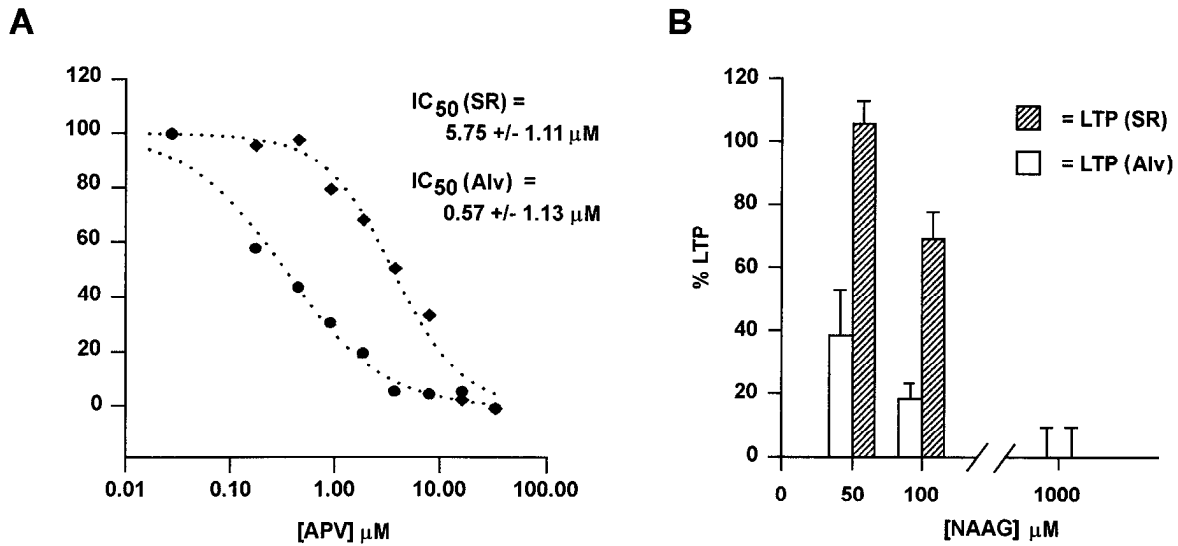 A
120
100
80
60
40
20
0
0.01 0.10 1.00 10.00 100.00
[APV] μM
IC50 (SR) =
5.75 +/- 1.11 μM
IC50 (Alv) =
0.57 +/- 1.13 μM
B
120
100
80
60
40
20
0
% LTP
0 50 100 1000
[NAAG] μM
= LTP (SR)
= LTP (Alv)